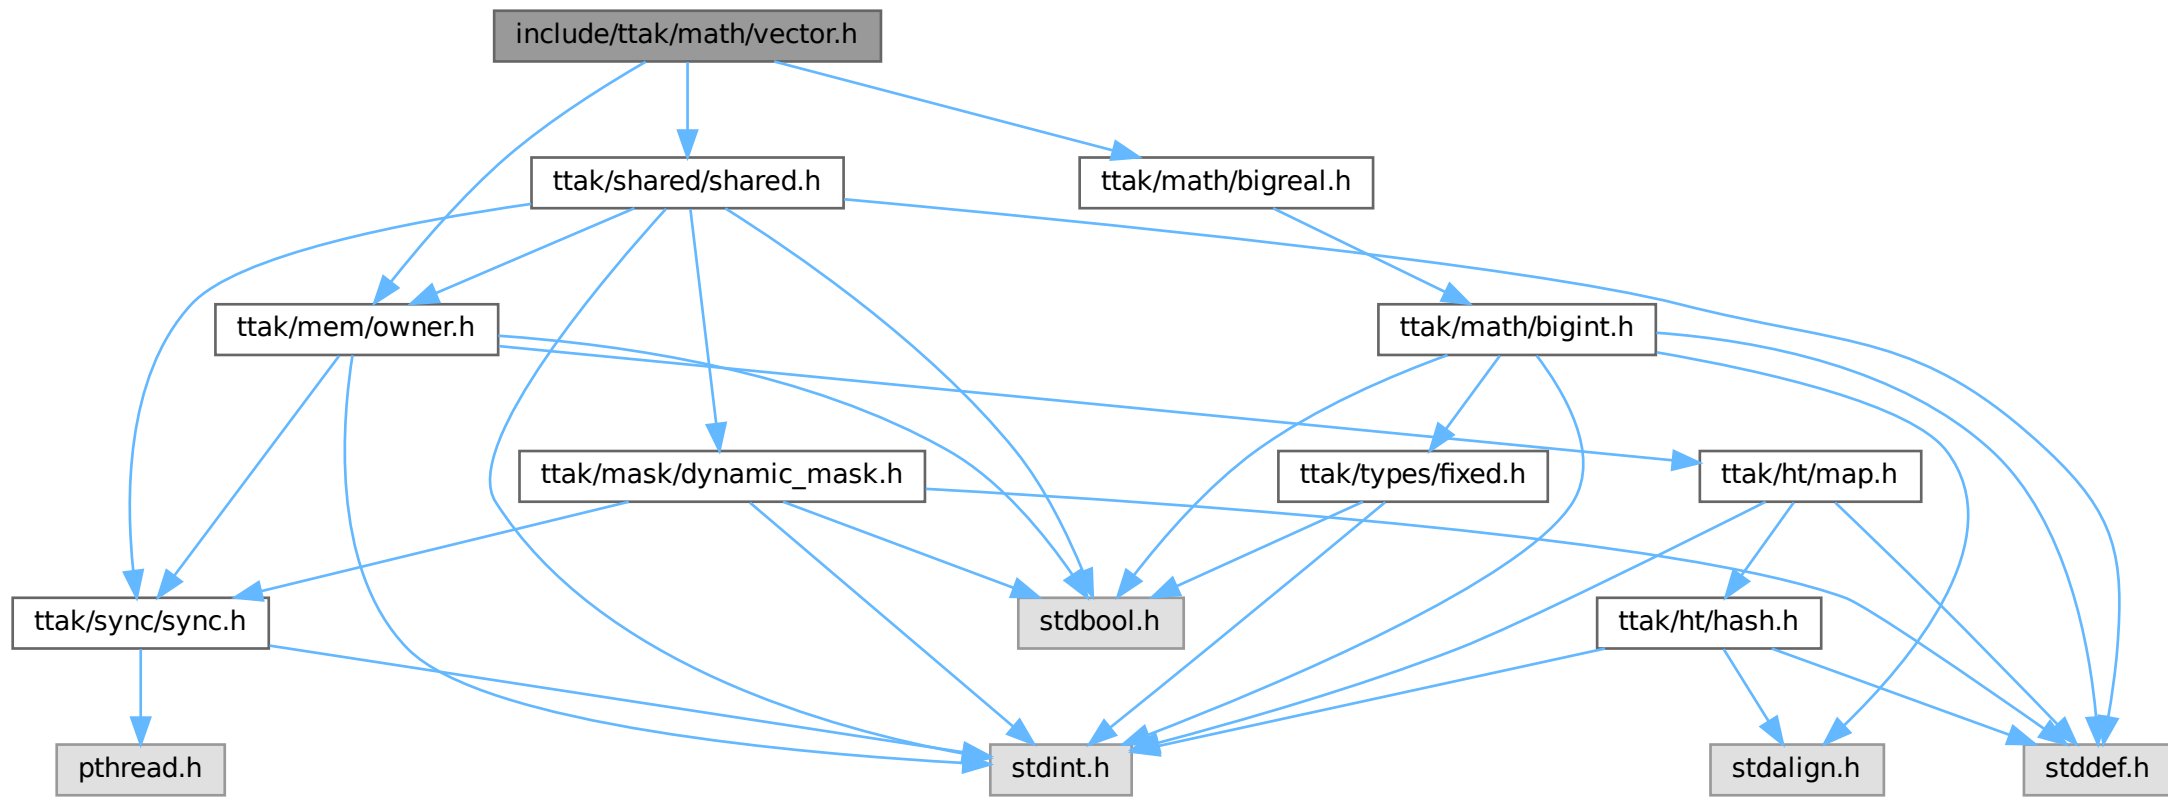 include/ttak/math/vector.h
ttak/shared/shared.h
ttak/math/bigreal.h
ttak/mem/owner.h
ttak/math/bigint.h
ttak/mask/dynamic_mask.h
ttak/types/fixed.h
ttak/ht/map.h
ttak/sync/sync.h
stdbool.h
ttak/ht/hash.h
pthread.h
stdint.h
stdalign.h
stddef.h